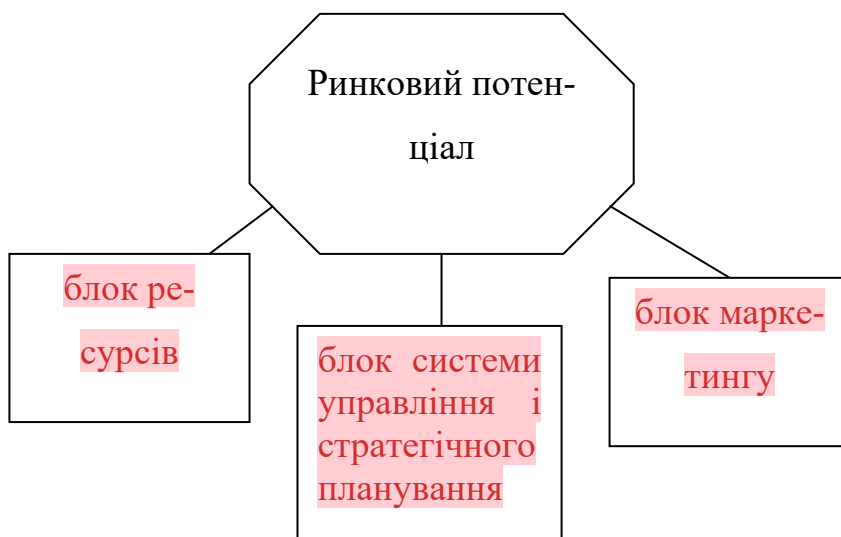 Ринковий потен-
ціал
блок ре-
сурсів
блок системи
управління і
стратегічного
планування
блок марке-
тингу